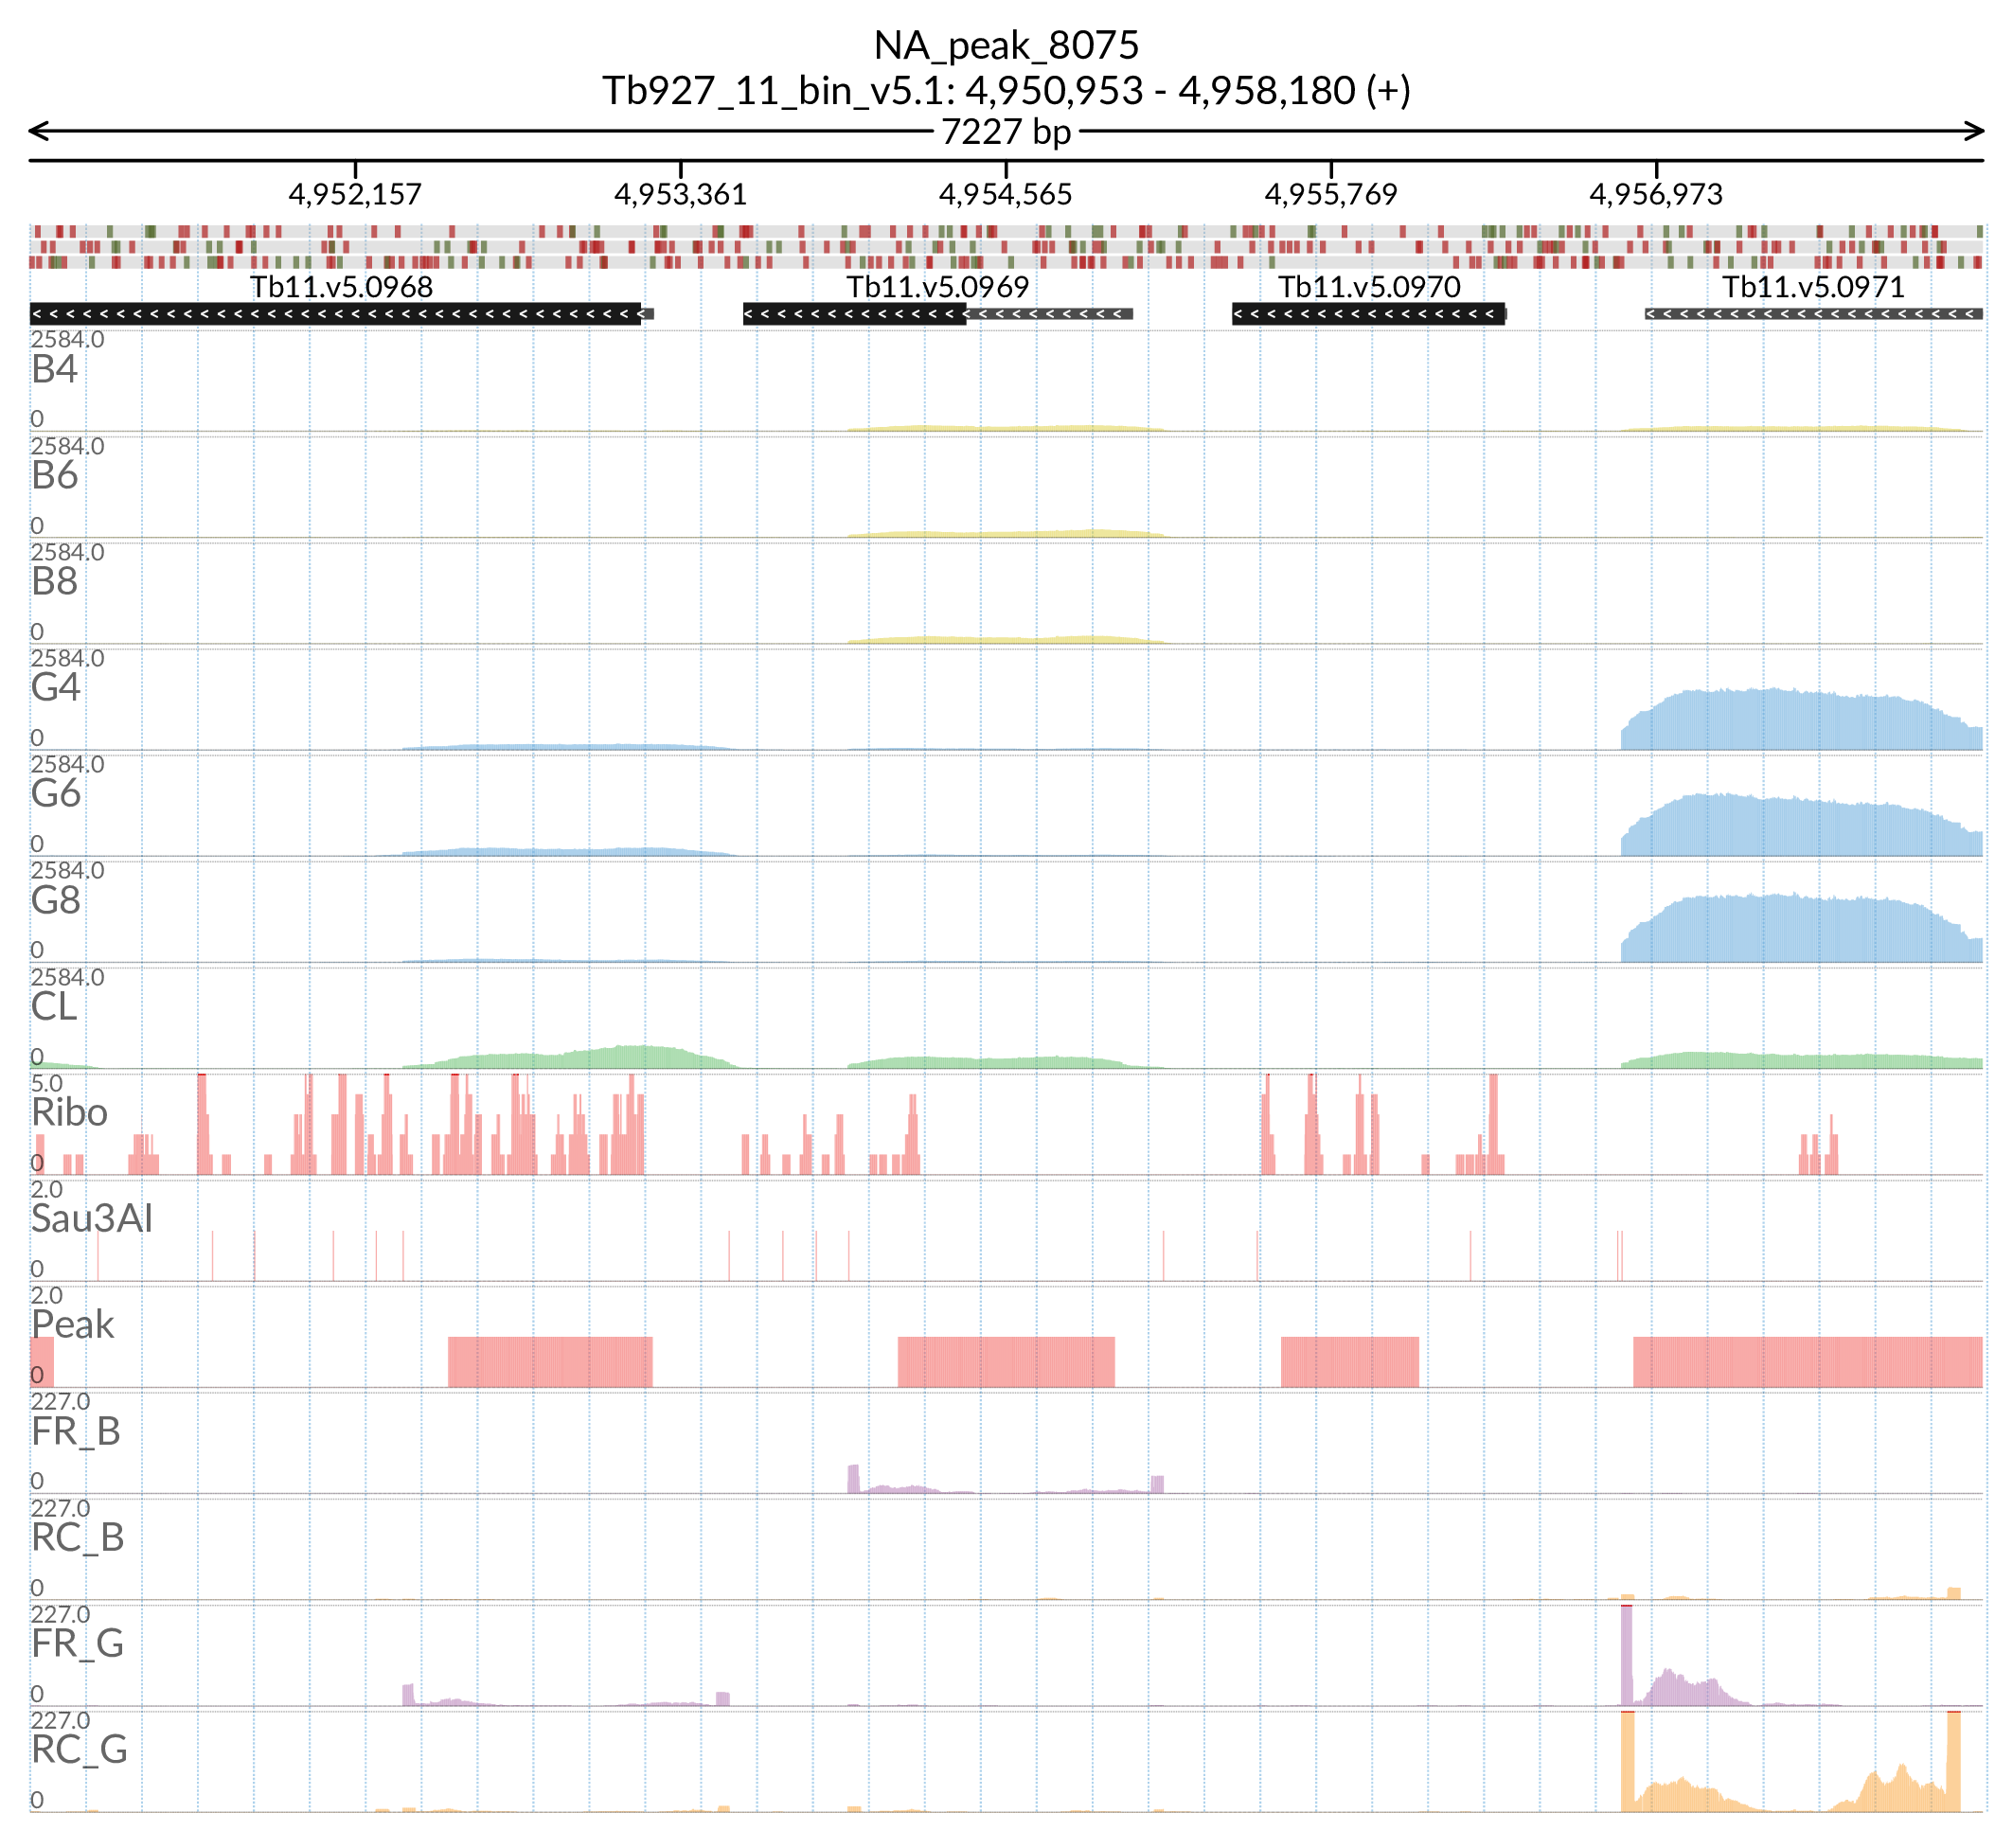 NA_peak_8075
Tb927_11_bin_v5.1: 4,950,953 - 4,958,180 (+)
7227 bp
4,952,157 4,953,361 4,954,565 4,955,769 4,956,973
Tb11.v5.0968 Tb11.v5.0969 Tb11.v5.0970 Tb11.v5.0971
2584.0
B4
0
2584.0
B6
0
2584.0
B8
0
2584.0
G4
0
2584.0
G6
0
2584.0
G8
0
2584.0
CL
0
5.0
Ribo
0
2.0
Sau3AI
0
2.0
Peak
0
227.0
FR_B
0
227.0
RC_B
0
227.0
FR_G
0
227.0
RC_G
0